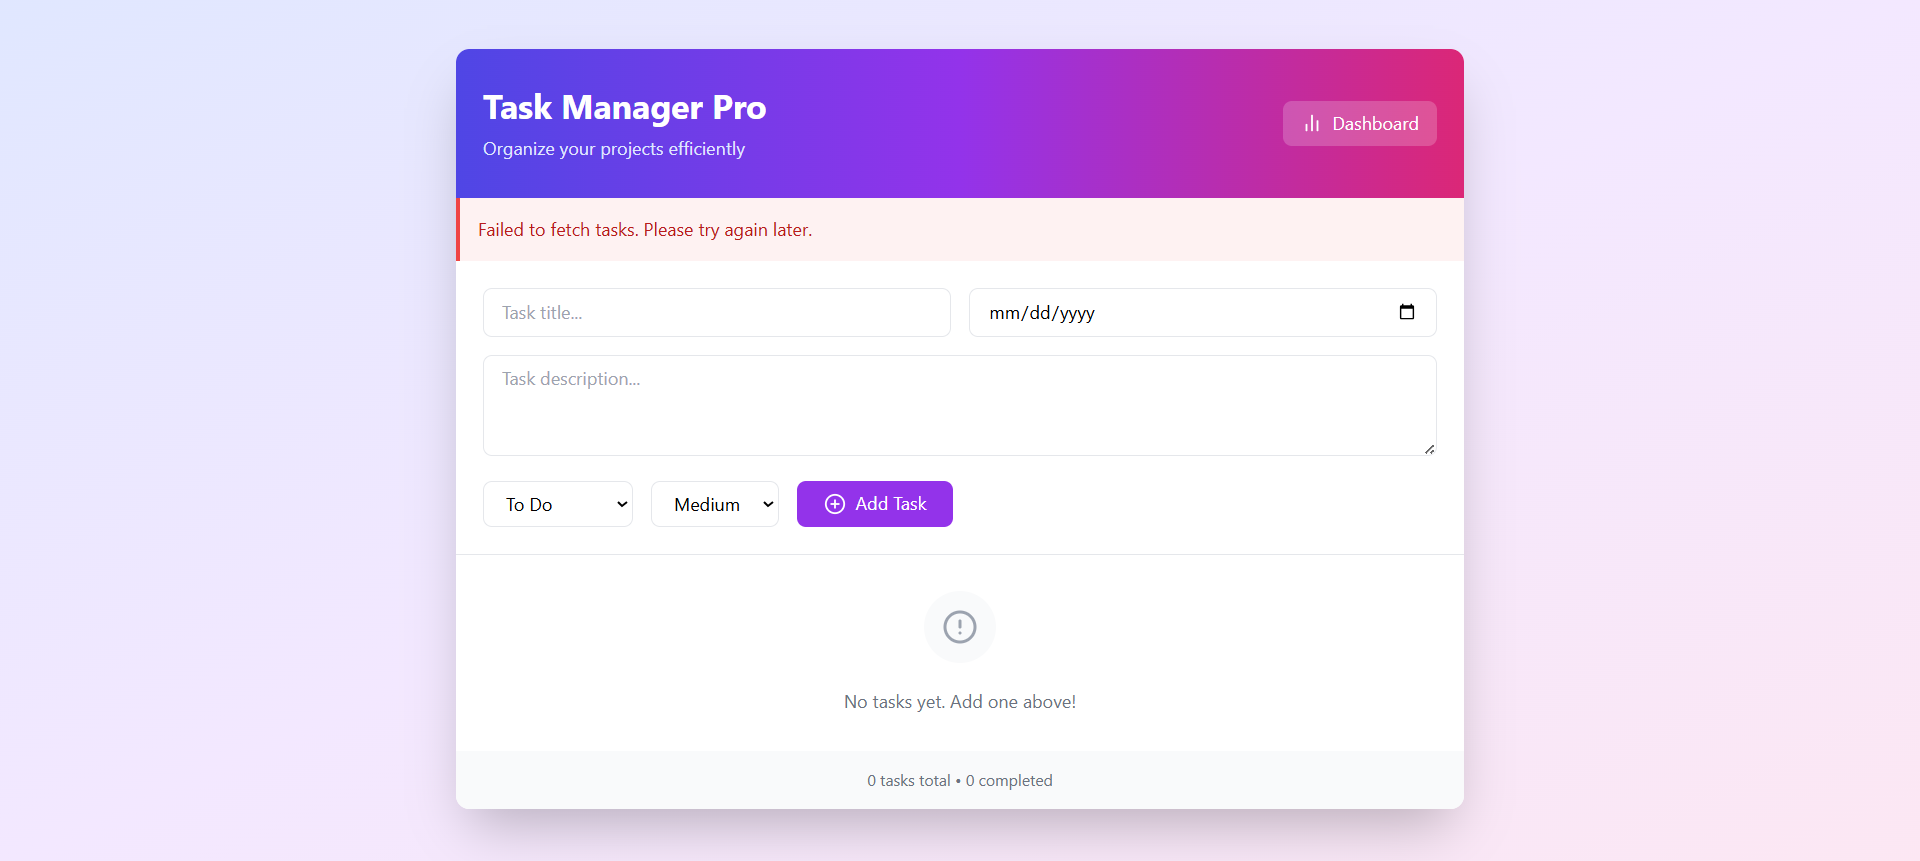 Task Manager Pro
Organize your projects efficiently
Dashboard
Failed to fetch tasks. Please try again later.
Task title...
mm/dd/yyyy
Task description...
To Do
Medium
Add Task
No tasks yet. Add one above!
0 tasks total • 0 completed